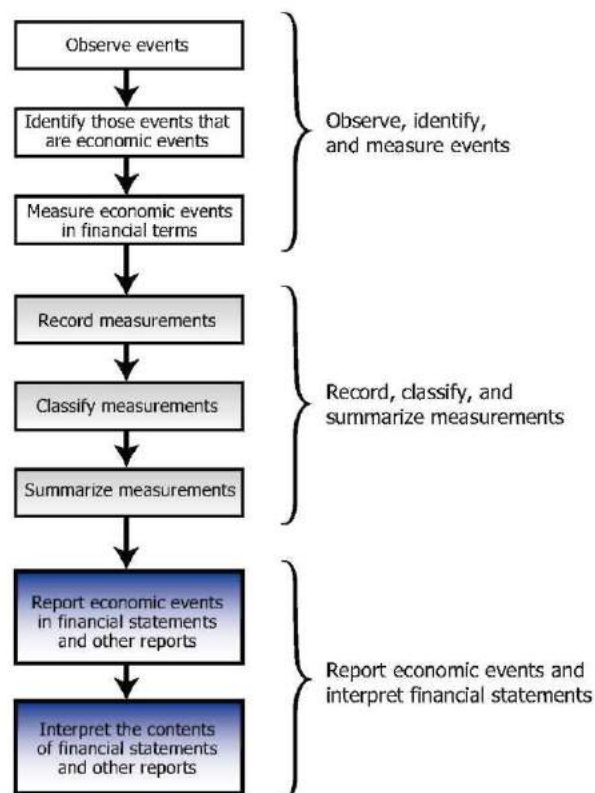 Observe events
Identify those events that
are economic events
Measure economic events
in financial terms
Observe, identify,
and measure events
Record measurements
Classify measurements
Summarize measurements
Record, classify, and
summarize measurements
Report economic events
in financial statements
and other reports
Interpret the contents
of financial statements
and other reports
Report economic events and
interpret financial statements